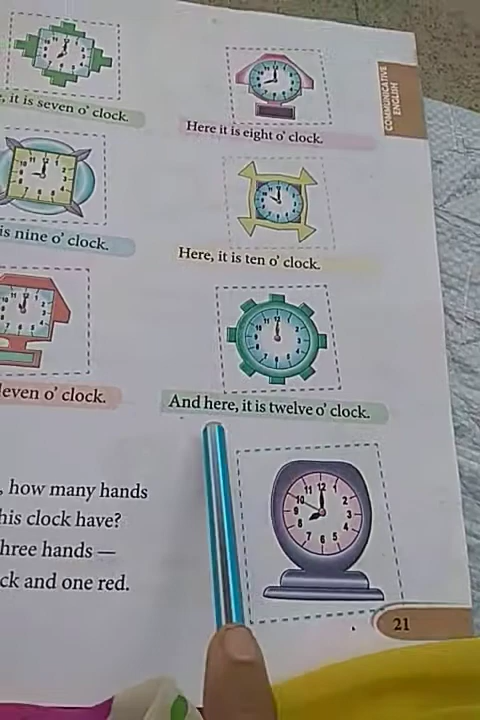 , it is seven o' clock.
Here it is eight o' clock.
COMMUNICATIVE
ENGLISH
is nine o' clock.
Here, it is ten o' clock.
leven o' clock.
And here, it is twelve o' clock.
, how many hands
his clock have?
hree hands —
ck and one red.
21